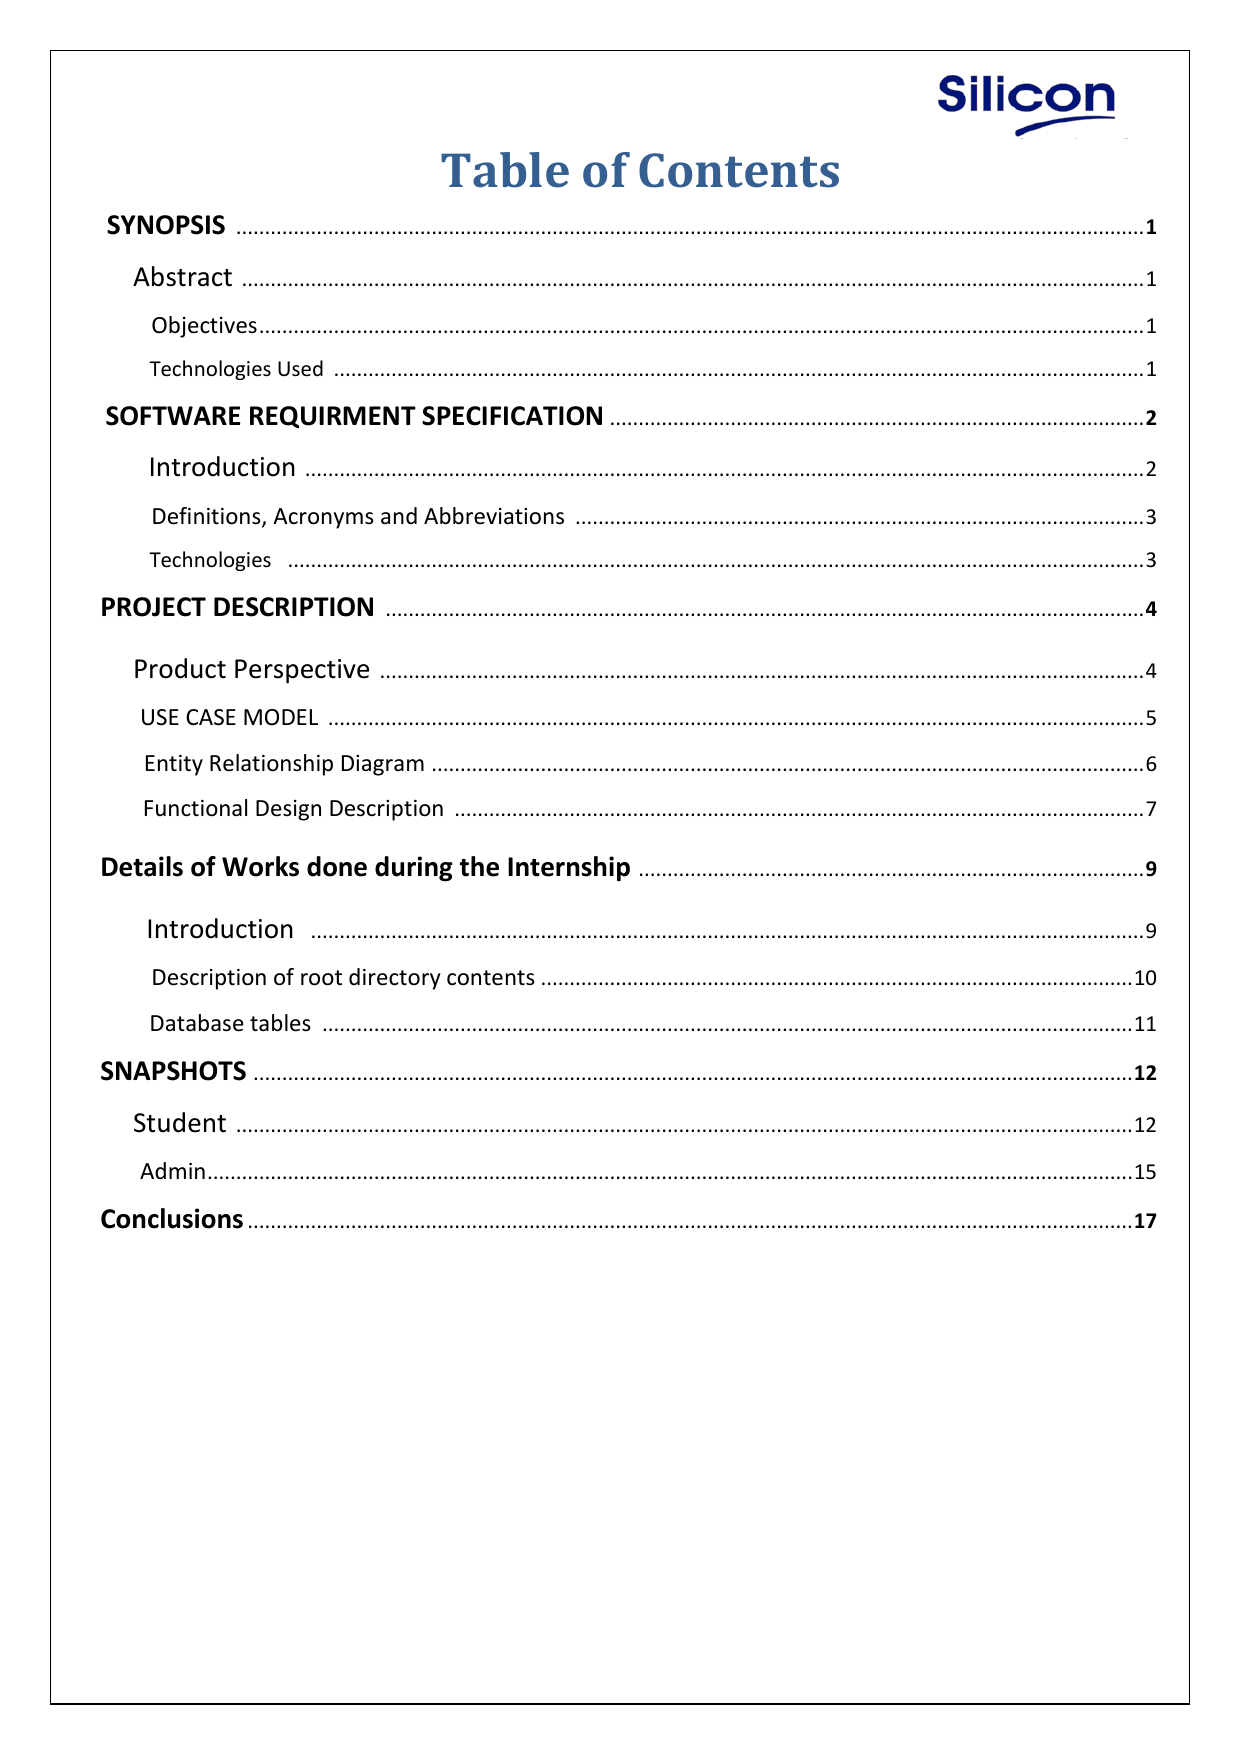 Silicon
Table of Contents
SYNOPSIS ........................................................ 1
Abstract ........................................................ 1
Objectives........................................................ 1
Technologies Used ........................................................ 1
SOFTWARE REQUIRMENT SPECIFICATION ........................................................ 2
Introduction ........................................................ 2
Definitions, Acronyms and Abbreviations ........................................................ 3
Technologies ........................................................ 3
PROJECT DESCRIPTION ........................................................ 4
Product Perspective ........................................................ 4
USE CASE MODEL ........................................................ 5
Entity Relationship Diagram ........................................................ 6
Functional Design Description ........................................................ 7
Details of Works done during the Internship ........................................................ 9
Introduction ........................................................ 9
Description of root directory contents ........................................................ 10
Database tables ........................................................ 11
SNAPSHOTS ........................................................ 12
Student ........................................................ 12
Admin........................................................ 15
Conclusions ........................................................ 17